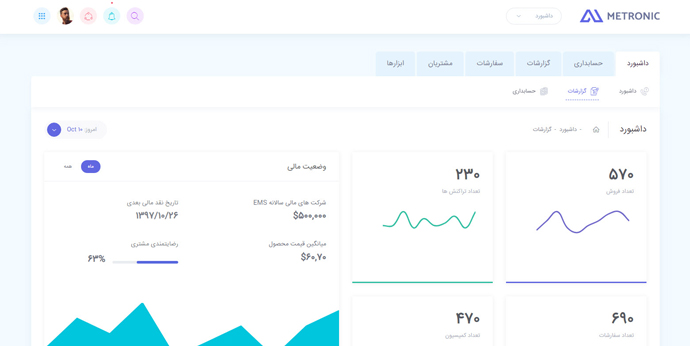 METRONIC
داشبورد
داشبورد
حسابداری
گزارشات
سفارشات
مشتریان
ابزارها
داشبورد
گزارشات
حسابداری
داشبورد
داشبورد - گزارشات
امروز: ۱۰ Oct
۵۷۰
تعداد فروش
۲۳۰
تعداد تراکنش ها
وضعیت مالی
ماه
همه
شرکت های مالی سالانه EMS
$۵۰۰,۰۰۰
تاریخ نقد مالی بعدی
۱۳۹۷/۱۰/۲۶
میانگین قیمت محصول
$۶۰,۷۰
رضایتمندی مشتری
۶۳%
۶۹۰
تعداد سفارشات
۴۷۰
تعداد کمیسیون